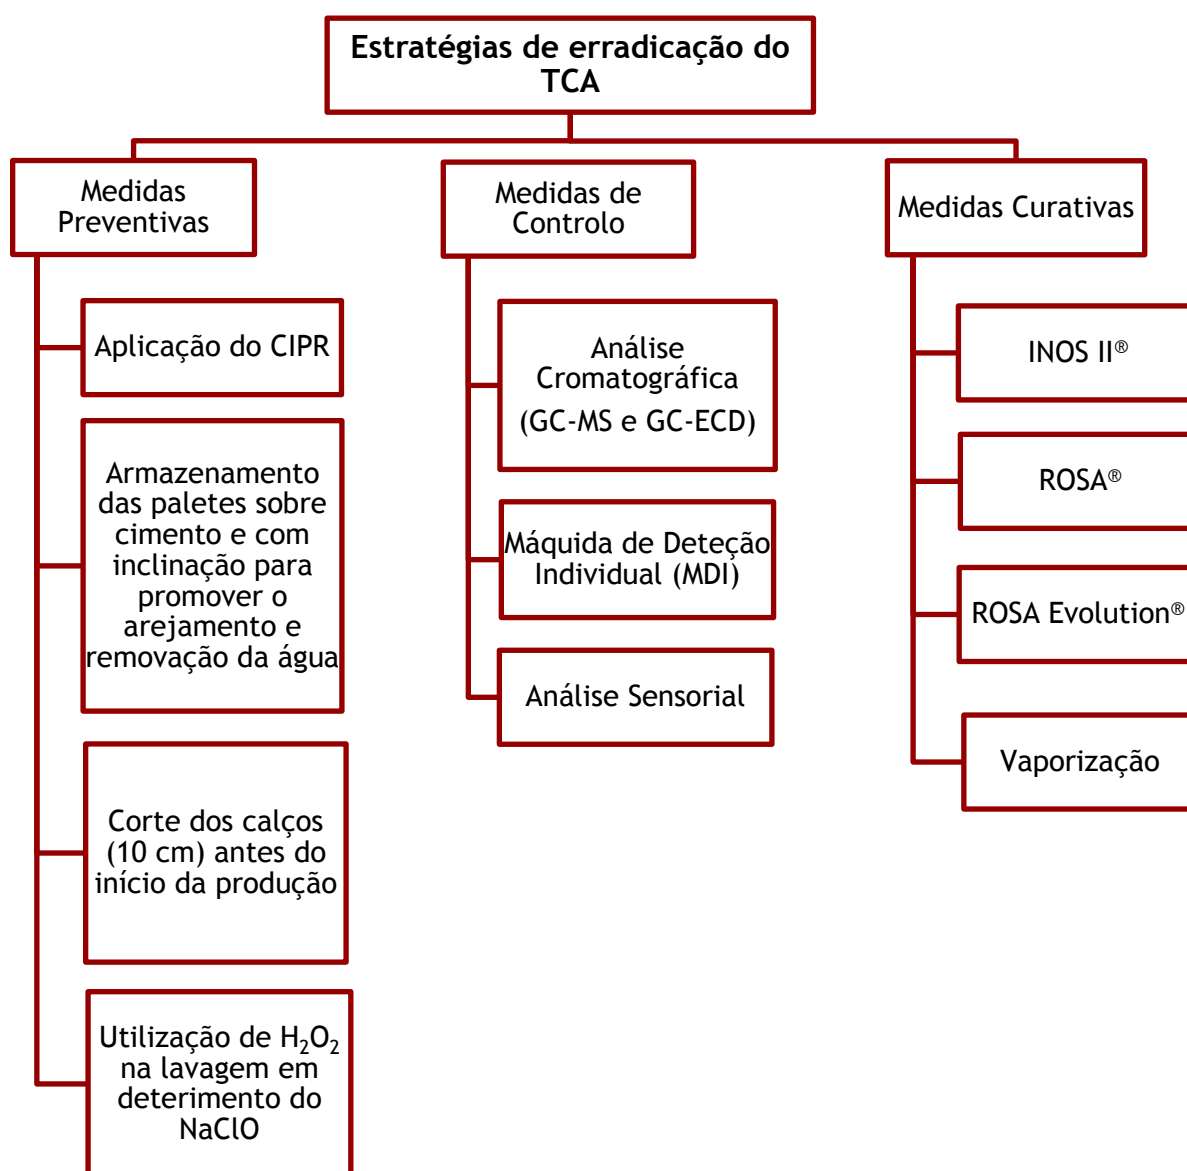 Estratégias de erradicação do
TCA
Medidas
Preventivas
Aplicação do CIPR
Armazenamento
das paletes sobre
cimento e com
inclinação para
promover o
arejamento e
removação da água
Corte dos calços
(10 cm) antes do
início da produção
Utilização de H₂O₂
na lavagem em
deterimento do
NaClO
Medidas de
Controlo
Análise
Cromatográfica
(GC-MS e GC-ECD)
Máquida de Deteção
Individual (MDI)
Análise Sensorial
Medidas Curativas
INOS II®
ROSA®
ROSA Evolution®
Vaporização